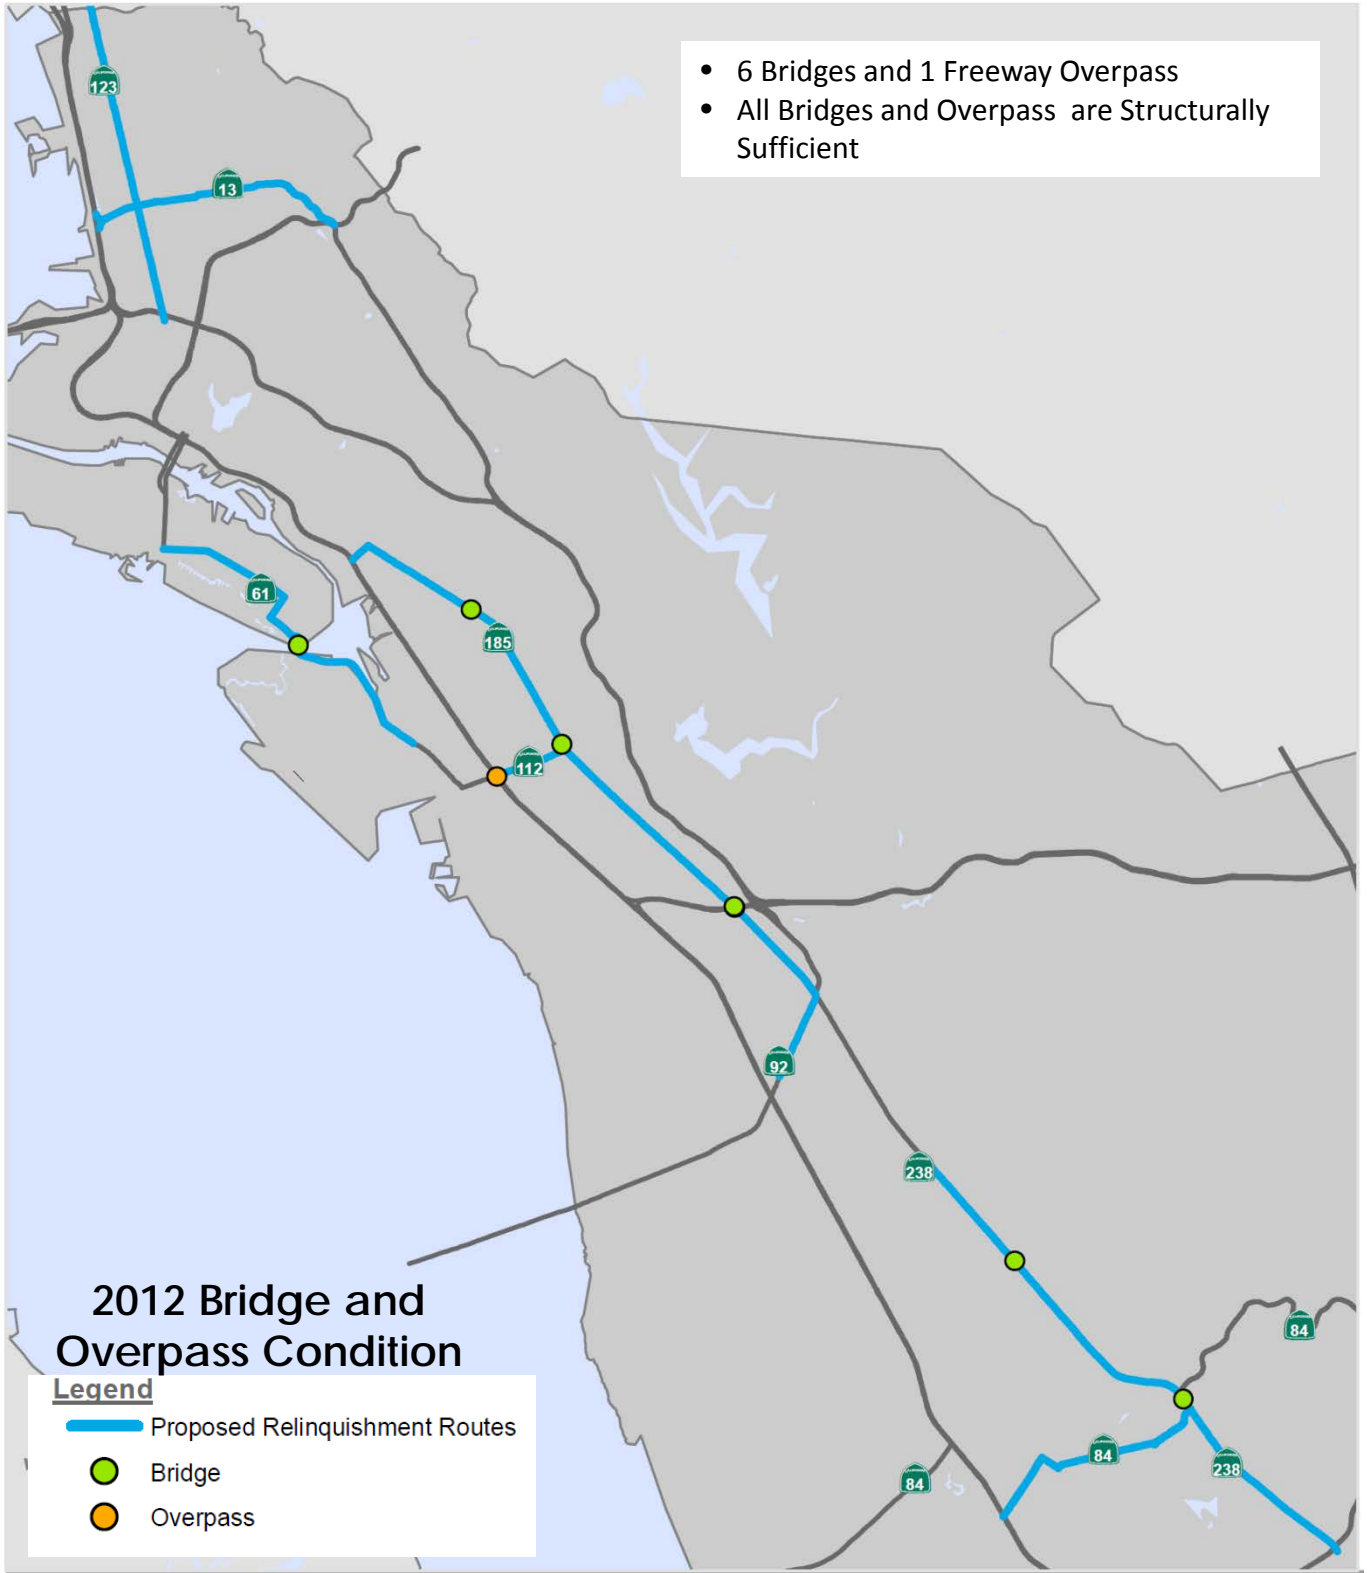 • 6 Bridges and 1 Freeway Overpass
• All Bridges and Overpass are Structurally
Sufficient
123
13
61
185
112
92
238
84
84
238
84
2012 Bridge and
Overpass Condition
Legend
Proposed Relinquishment Routes
Bridge
Overpass